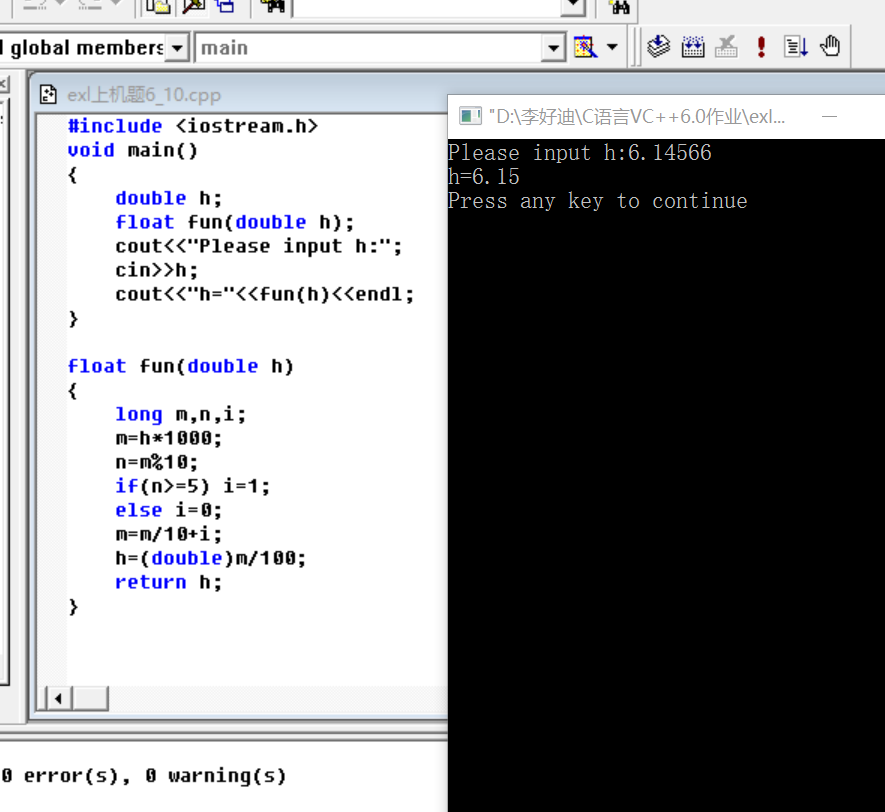 global members
main
exl上机题6_10.cpp
#include <iostream.h>
void main()
{
double h;
float fun(double h);
cout<<"Please input h:";
cin>>h;
cout<<"h="<<fun(h)<<endl;
}
float fun(double h)
{
long m,n,i;
m=h*1000;
n=m%10;
if(n>=5) i=1;
else i=0;
m=m/10+i;
h=(double)m/100;
return h;
}
"D:\李好迪\C语言VC++6.0作业\exl...
Please input h:6.14566
h=6.15
Press any key to continue
0 error(s), 0 warning(s)